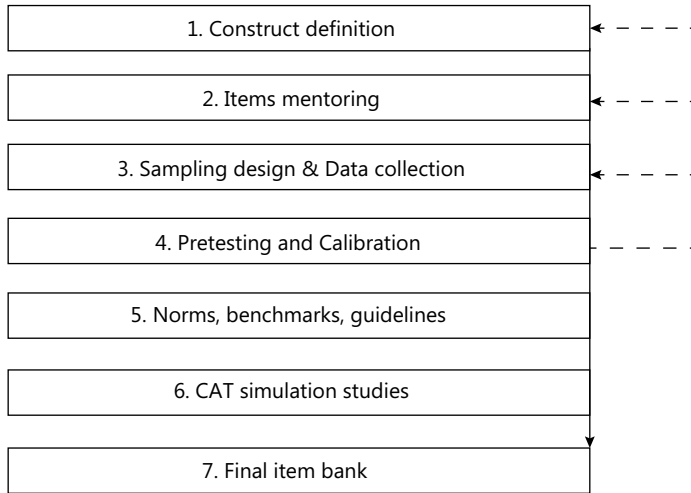 1. Construct definition
2. Items mentoring
3. Sampling design & Data collection
4. Pretesting and Calibration
5. Norms, benchmarks, guidelines
6. CAT simulation studies
7. Final item bank